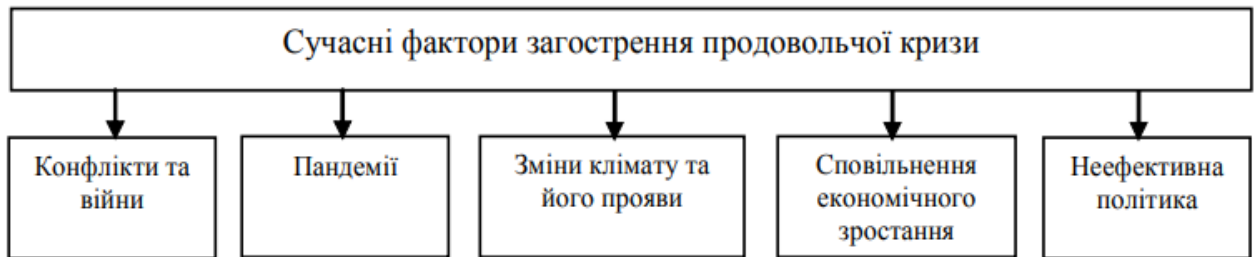 Сучасні фактори загострення продовольчої кризи
Конфлікти та
війни
Пандемії
Зміни клімату та
його прояви
Сповільнення
економічного
зростання
Неефективна
політика